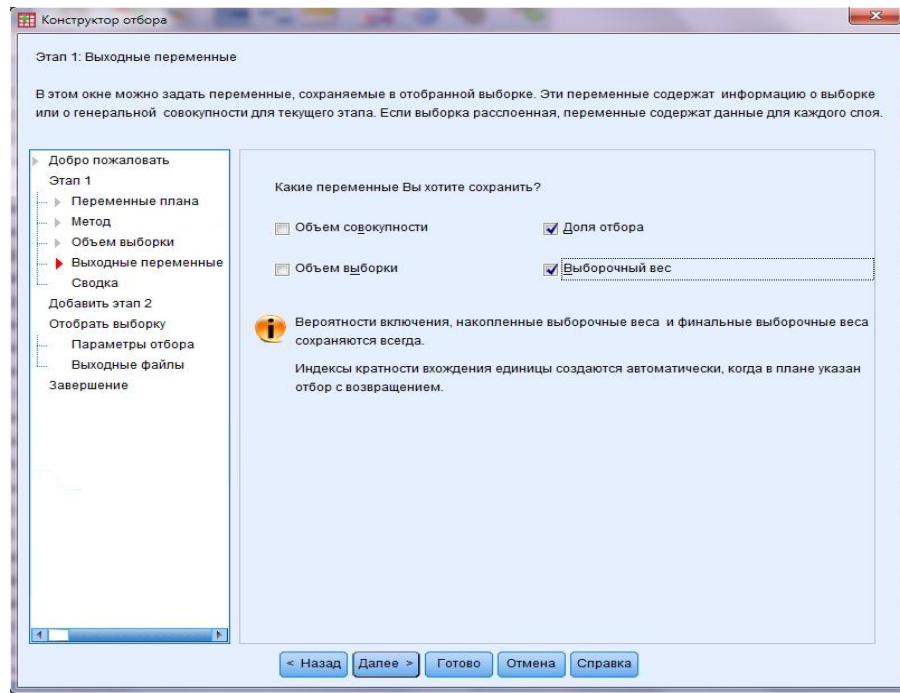 Конструктор отбора
Этап 1: Выходные переменные
В этом окне можно задать переменные, сохраняемые в отобранной выборке. Эти переменные содержат информацию о выборке
или о генеральной совокупности для текущего этапа. Если выборка расслоенная, переменные содержат данные для каждого слоя.
Добро пожаловать
Этап 1
Переменные плана
Метод
Объем выборки
Выходные переменные
Сводка
Добавить этап 2
Отобрать выборку
Параметры отбора
Выходные файлы
Завершение
Какие переменные Вы хотите сохранить?
Объем совокупности
Доля отбора
Объем выборки
Выборочный вес
Вероятности включения, накопленные выборочные веса и финальные выборочные веса
сохраняются всегда.
Индексы кратности вхождения единицы создаются автоматически, когда в плане указан
отбор с возвращением.
< Назад Далее > Готово Отмена Справка